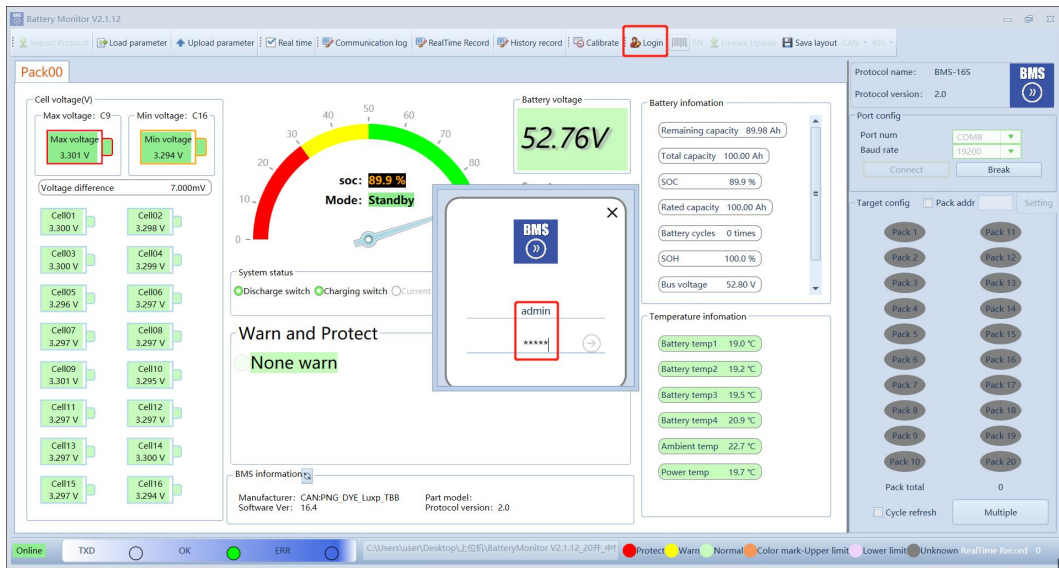 Battery Monitor V2.1.12
Import Protocol Load parameter Upload parameter Real time Communication log RealTime Record History record Calibrate Login SN Firware Update Sava layout CAN - 485 -
Pack00
Cell voltage(V)
Max voltage: C9 Min voltage: C16
Max voltage
3.301 V
Min voltage
3.294 V
Voltage difference 7.000mV
Cell01
3.300 V
Cell02
3.298 V
Cell03
3.300 V
Cell04
3.299 V
Cell05
3.296 V
Cell06
3.297 V
Cell07
3.297 V
Cell08
3.297 V
Cell09
3.301 V
Cell10
3.295 V
Cell11
3.297 V
Cell12
3.297 V
Cell13
3.297 V
Cell14
3.300 V
Cell15
3.297 V
Cell16
3.294 V
0
10
20
30
40
50
60
70
80
soc: 89.9 %
Mode: Standby
Battery voltage
52.76V
System status
Discharge switch Charging switch Current
Warn and Protect
None warn
BMS information
Manufacturer: CAN:PNG_DYE_Luxp_TBB Part model:
Software Ver: 16.4 Protocol version: 2.0
BMS
admin
*****
Battery infomation
Remaining capacity 89.98 Ah
Total capacity 100.00 Ah
SOC 89.9 %
Rated capacity 100.00 Ah
Battery cycles 0 times
SOH 100.0 %
Bus voltage 52.80 V
Temperature infomation
Battery temp1 19.0 ℃
Battery temp2 19.2 ℃
Battery temp3 19.5 ℃
Battery temp4 20.9 ℃
Ambient temp 22.7 ℃
Power temp 19.7 ℃
Protocol name: BMS-16S
Protocol version: 2.0
BMS
Port config
Port num COM8
Baud rate 19200
Connect Break
Target config Pack addr Setting
Pack 1 Pack 11
Pack 2 Pack 12
Pack 3 Pack 13
Pack 4 Pack 14
Pack 5 Pack 15
Pack 6 Pack 16
Pack 7 Pack 17
Pack 8 Pack 18
Pack 9 Pack 19
Pack 10 Pack 20
Pack total 0
Cycle refresh Multiple
Online TXD OK ERR C:\Users\user\Desktop\上位机\BatteryMonitor V2.1.12_20开_中 Protect Warn Normal Color mark-Upper limit Lower limit Unknown RealTime Record 0